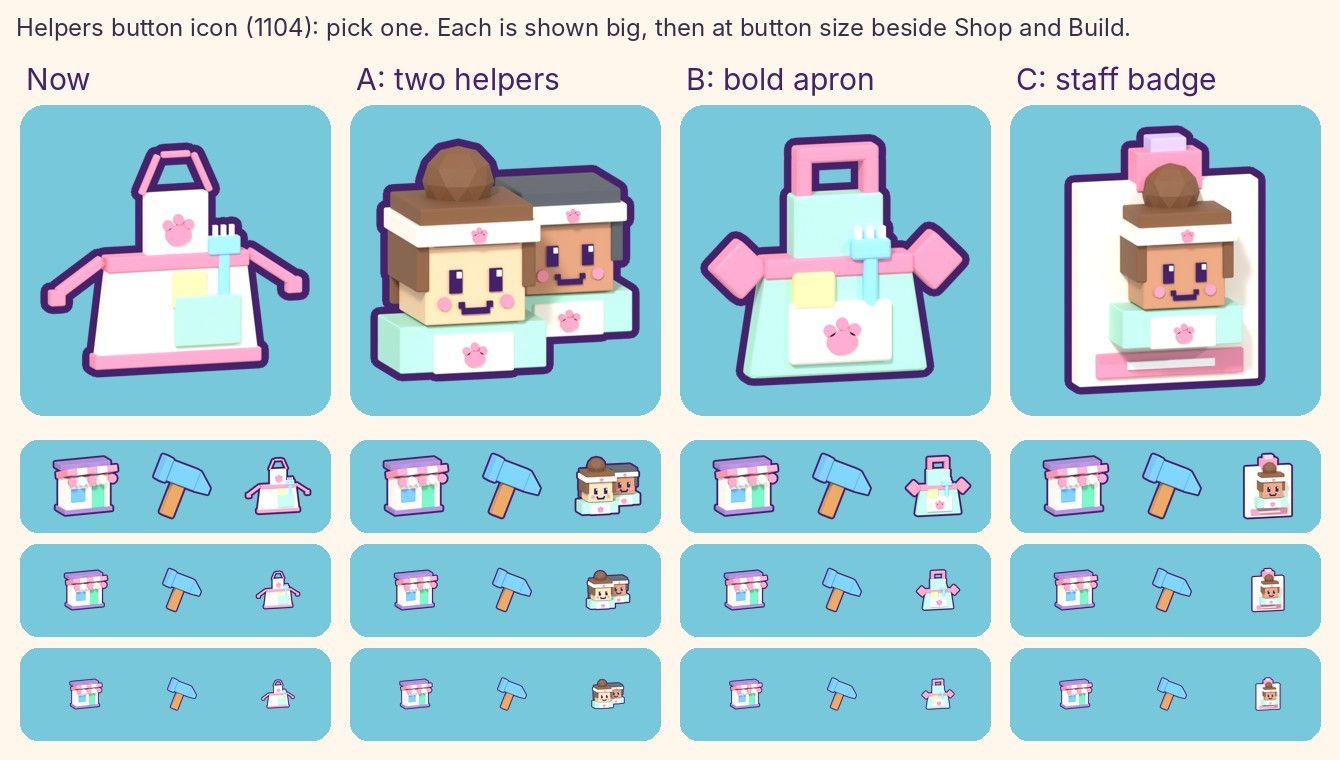 Helpers button icon (1104): pick one. Each is shown big, then at button size beside Shop and Build.
Now
A: two helpers
B: bold apron
C: staff badge